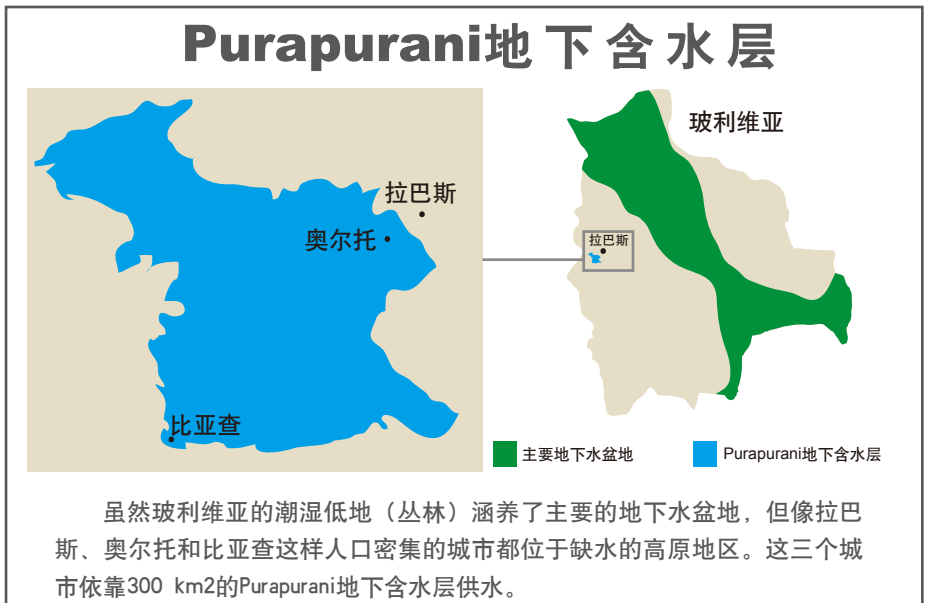 Purapurani地下含水层
玻利维亚
拉巴斯
奥尔托
拉巴斯
比亚查
主要地下水盆地
Purapurani地下含水层
虽然玻利维亚的潮湿低地（丛林）涵养了主要的地下水盆地，但像拉巴
斯、奥尔托和比亚查这样人口密集的城市都位于缺水的高原地区。这三个城
市依靠300 km2的Purapurani地下含水层供水。